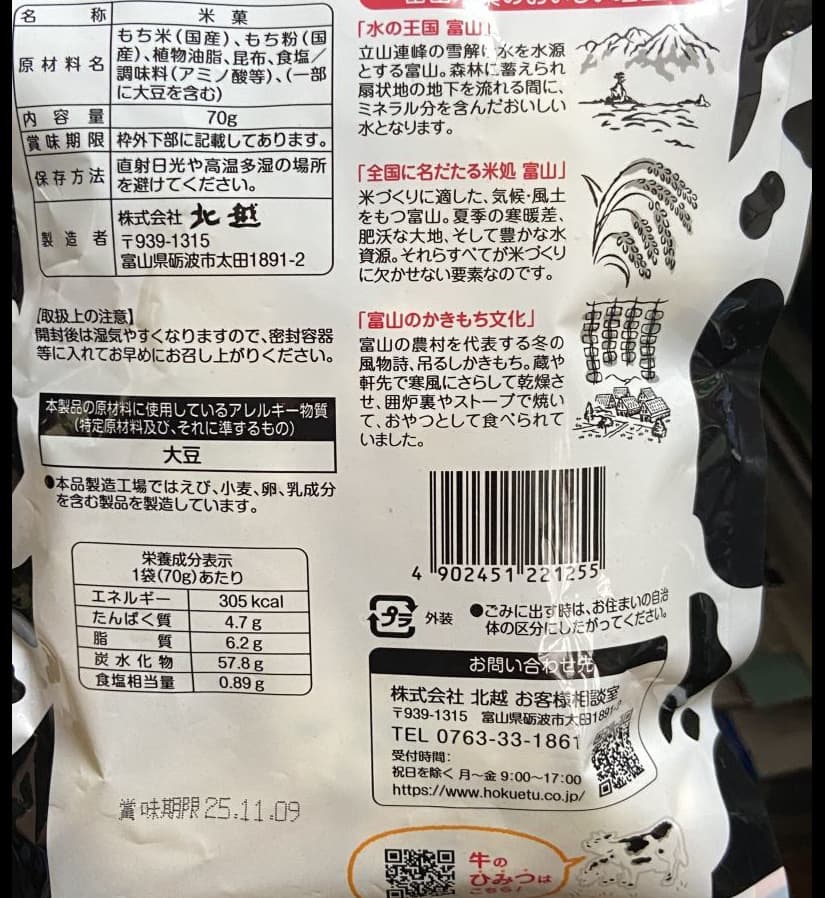 名称 米菓
原材料名 もち米(国産)、もち粉(国
産)、植物油脂、昆布、食塩/
調味料(アミノ酸等)、(一部
に大豆を含む)
内容量 70g
賞味期限 枠外下部に記載してあります。
保存方法 直射日光や高温多湿の場所
を避けてください。
製造者 株式会社 北越
〒939-1315
富山県砺波市太田1891-2
【取扱上の注意】
開封後は湿気やすくなりますので、密封容器
等に入れてお早めにお召し上がりください。
本製品の原材料に使用しているアレルギー物質
(特定原材料及び、それに準するもの)
大豆
●本品製造工場ではえび、小麦、卵、乳成分
を含む製品を製造しています。
栄養成分表示
1袋(70g)あたり
エネルギー 305 kcal
たんぱく質 4.7 g
脂質 6.2 g
炭水化物 57.8 g
食塩相当量 0.89 g
賞味期限 25.11.09
「水の王国 富山」
立山連峰の雪解け水を水源
とする富山。森林に蓄えられ
扇状地の地下を流れる間に、
ミネラル分を含んだおいしい
水となります。
「全国に名だたる米処 富山」
米づくりに適した、気候・風土
をもつ富山。夏季の寒暖差、
肥沃な大地、そして豊かな水
資源。それらすべてが米づくり
に欠かせない要素なのです。
「富山のかきもち文化」
富山の農村を代表する冬の
風物詩、吊るしかきもち。蔵や
軒先で寒風にさらして乾燥さ
せ、囲炉裏やストーブで焼い
て、おやつとして食べられて
いました。
4 902451 221255
プラ 外装
●ごみに出す時は、お住まいの自治
体の区分にしたがってください。
お問い合わせ先
株式会社 北越 お客様相談室
〒939-1315 富山県砺波市太田1891-2
TEL 0763-33-1861
受付時間:
祝日を除く 月〜金 9:00〜17:00
https://www.hokuetu.co.jp/
牛の
ひみつは
こちら!